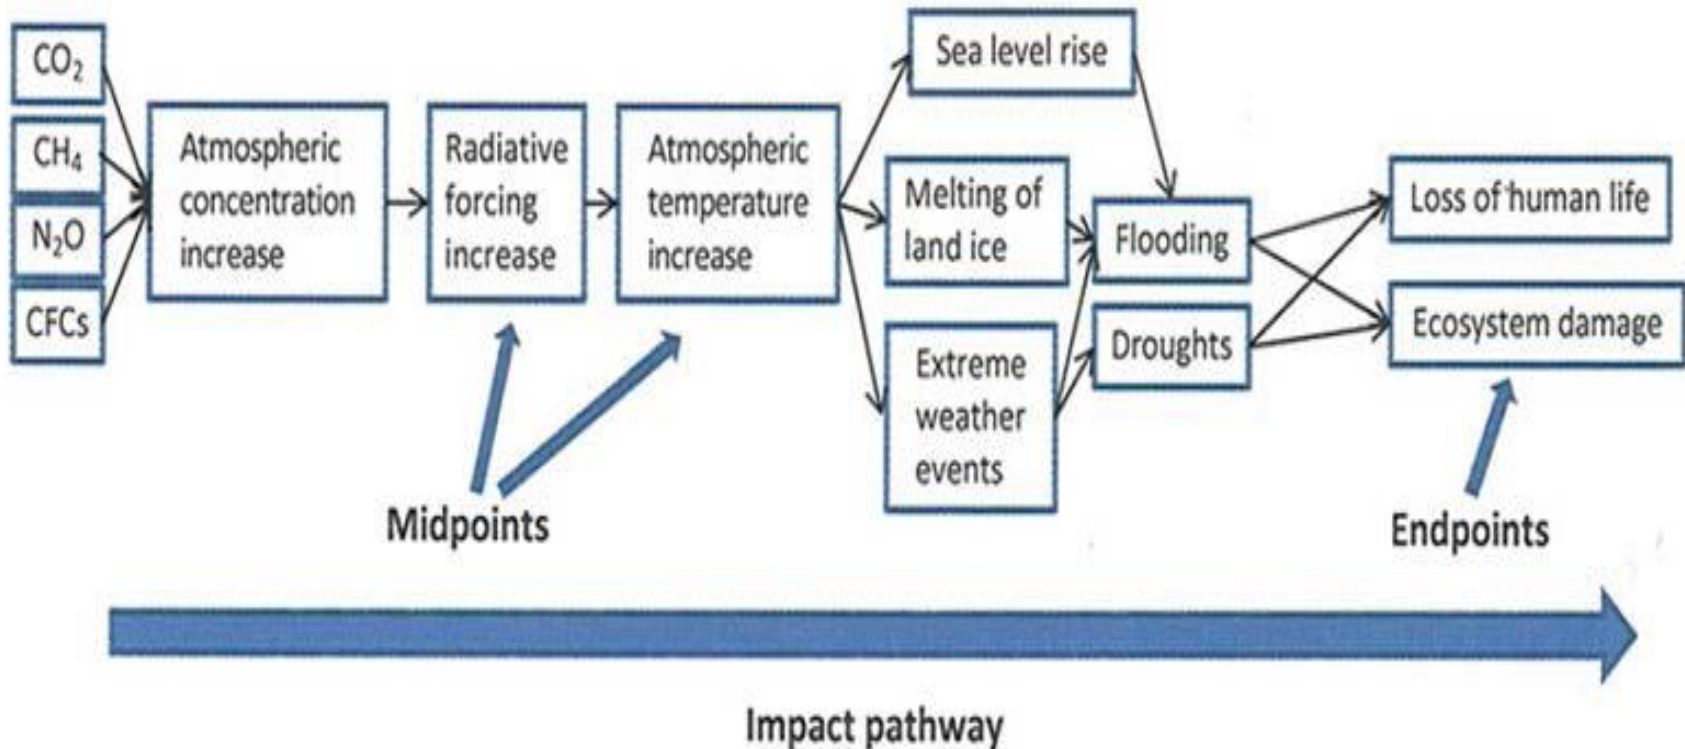 CO₂
CH₄
N₂O
CFCs
Atmospheric
concentration
increase
Radiative
forcing
increase
Atmospheric
temperature
increase
Sea level rise
Melting of
land ice
Extreme
weather
events
Flooding
Droughts
Loss of human life
Ecosystem damage
Midpoints
Endpoints
Impact pathway